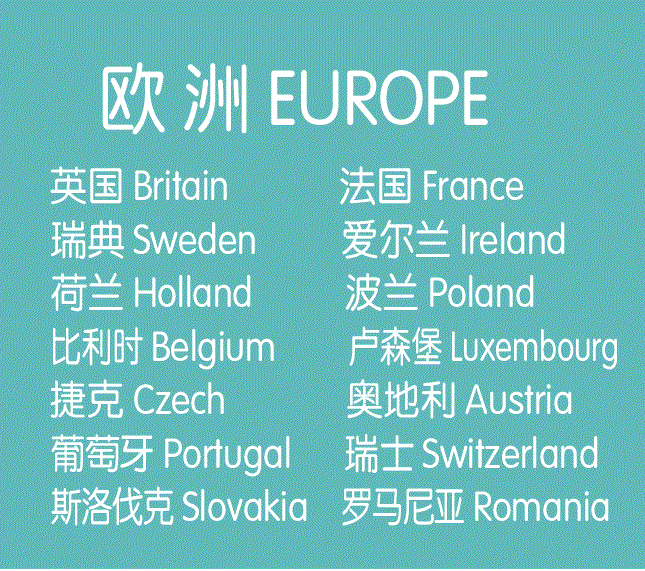 欧洲 EUROPE
英国 Britain 法国 France
瑞典 Sweden 爱尔兰 Ireland
荷兰 Holland 波兰 Poland
比利时 Belgium 卢森堡 Luxembourg
捷克 Czech 奥地利 Austria
葡萄牙 Portugal 瑞士 Switzerland
斯洛伐克 Slovakia 罗马尼亚 Romania